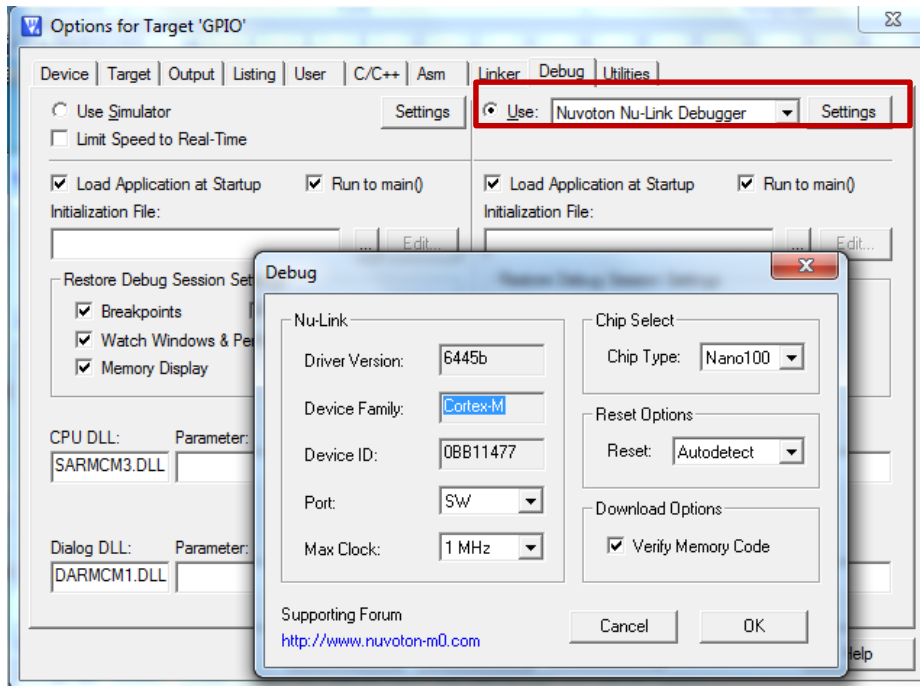 Options for Target 'GPIO'
Device Target Output Listing User C/C++ Asm Linker Debug Utilities
Use Simulator Settings
Limit Speed to Real-Time
Use: Nuvoton Nu-Link Debugger Settings
Load Application at Startup Run to main()
Initialization File:
... Edit...
Load Application at Startup Run to main()
Initialization File:
... Edit...
Restore Debug Session Set
Breakpoints
Watch Windows & Pe
Memory Display
CPU DLL: Parameter:
SARMCM3.DLL
Dialog DLL: Parameter:
DARMCM1.DLL
Restore Debug Session Settings
elp
Debug
Nu-Link
Driver Version: 6445b
Device Family: Cortex-M
Device ID: 0BB11477
Port: SW
Max Clock: 1 MHz
Chip Select
Chip Type: Nano100
Reset Options
Reset: Autodetect
Download Options
Verify Memory Code
Supporting Forum
http://www.nuvoton-m0.com
Cancel OK